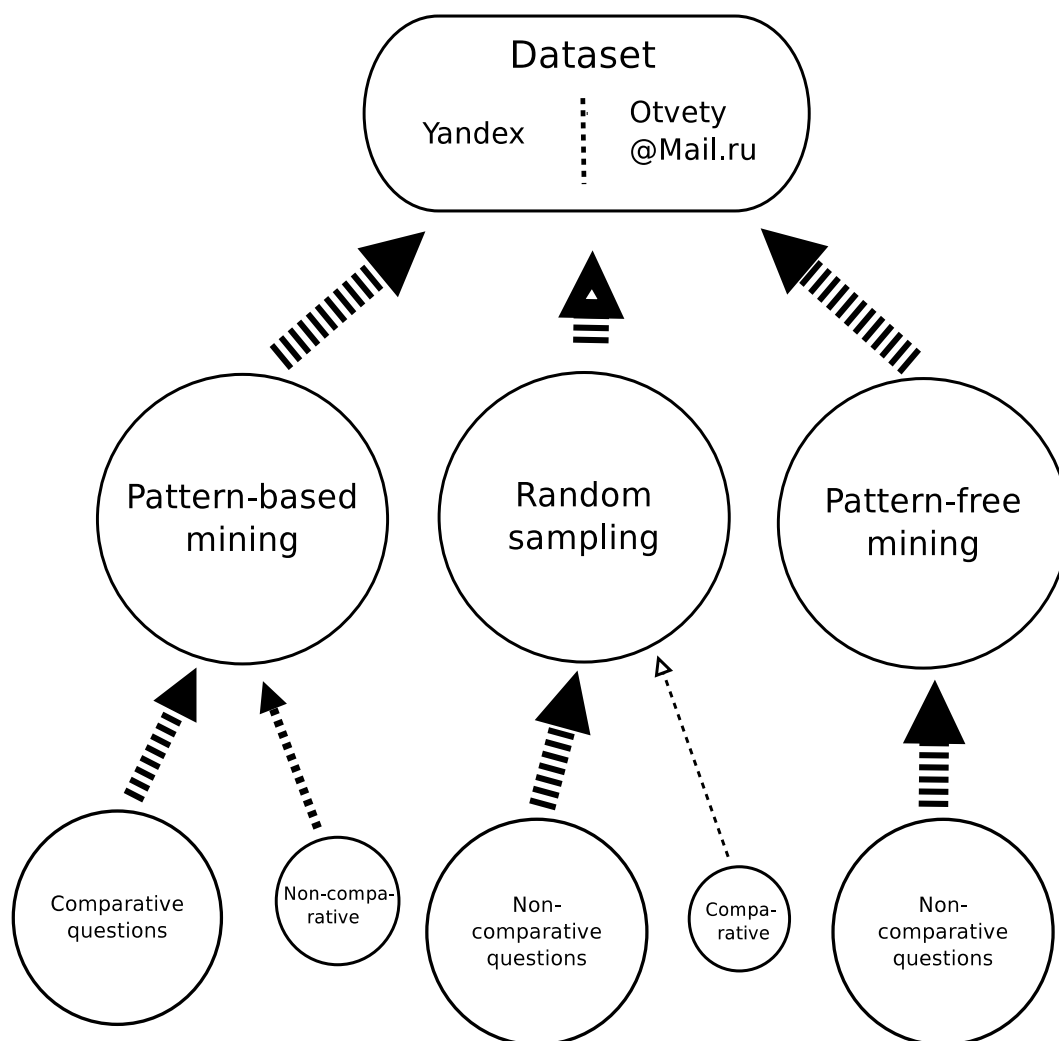 Dataset
Yandex
Otvety
@Mail.ru
Pattern-based
mining
Random
sampling
Pattern-free
mining
Comparative
questions
Non-compa-
rative
Non-
comparative
questions
Compa-
rative
Non-
comparative
questions